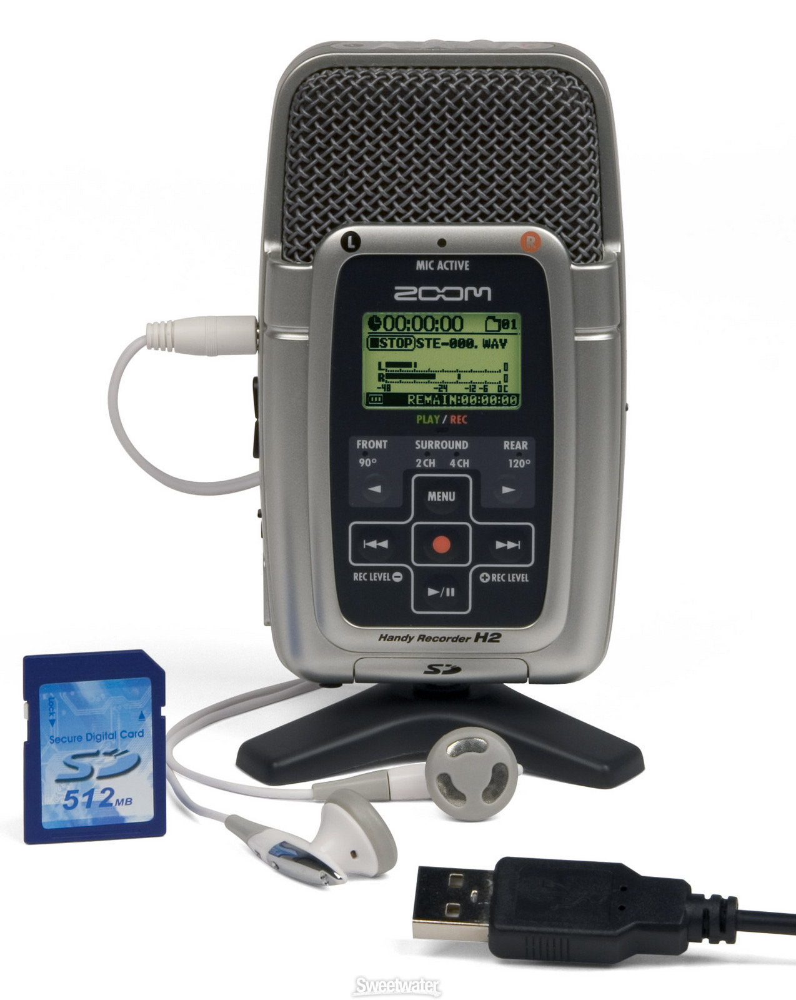 L
R
MIC ACTIVE
ZOOM
00:00:00 01
STOP STE-000.WAV
L 0
R 0
-48 -24 -12 -6 0
REMAIN:00:00:00
PLAY / REC
FRONT SURROUND REAR
90° 2CH 4CH 120°
MENU
REC LEVEL REC LEVEL
Handy Recorder H2
SD
LOCK
Secure Digital Card
SD
512MB
Sweetwater